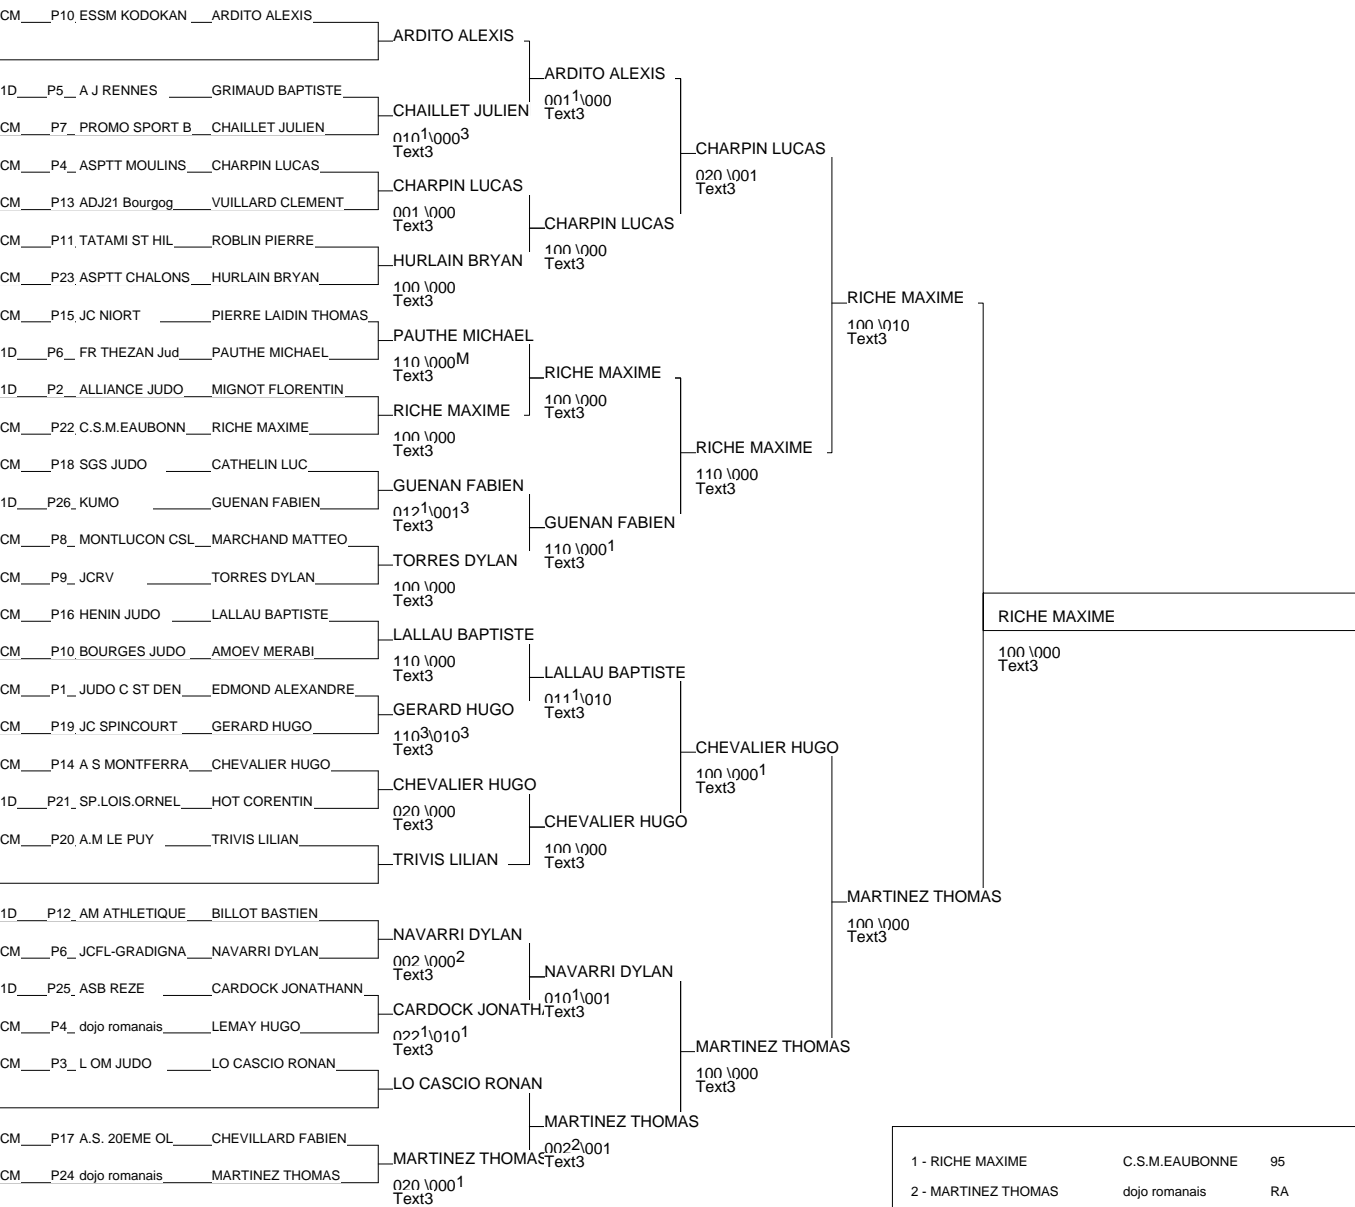 CM P10 ESSM KODOKAN ARDITO ALEXIS
1D P5 A J RENNES GRIMAUD BAPTISTE
CM P7 PROMO SPORT B CHAILLET JULIEN
CM P4 ASPTT MOULINS CHARPIN LUCAS
CM P13 ADJ21 Bourgog VUILLARD CLEMENT
CM P11 TATAMI ST HIL ROBLIN PIERRE
CM P23 ASPTT CHALONS HURLAIN BRYAN
CM P15 JC NIORT PIERRE LAIDIN THOMAS
1D P6 FR THEZAN Jud PAUTHE MICHAEL
1D P2 ALLIANCE JUDO MIGNOT FLORENTIN
CM P22 C.S.M.EAUBONN RICHE MAXIME
CM P18 SGS JUDO CATHELIN LUC
1D P26 KUMO GUENAN FABIEN
CM P8 MONTLUCON CSL MARCHAND MATTEO
CM P9 JCRV TORRES DYLAN
CM P16 HENIN JUDO LALLAU BAPTISTE
CM P10 BOURGES JUDO AMOEV MERABI
CM P1 JUDO C ST DEN EDMOND ALEXANDRE
CM P19 JC SPINCOURT GERARD HUGO
CM P14 A S MONTFERRA CHEVALIER HUGO
1D P21 SP.LOIS.ORNEL HOT CORENTIN
CM P20 A.M LE PUY TRIVIS LILIAN
1D P12 AM ATHLETIQUE BILLOT BASTIEN
CM P6 JCFL-GRADIGNA NAVARRI DYLAN
1D P25 ASB REZE CARDOCK JONATHANN
CM P4 dojo romanais LEMAY HUGO
CM P3 L OM JUDO LO CASCIO RONAN
CM P17 A.S. 20EME OL CHEVILLARD FABIEN
CM P24 dojo romanais MARTINEZ THOMAS
ARDITO ALEXIS
CHAILLET JULIEN
0101\0003
Text3
CHARPIN LUCAS
001 \000
Text3
HURLAIN BRYAN
100 \000
Text3
PAUTHE MICHAEL
110 \000M
Text3
RICHE MAXIME
100 \000
Text3
GUENAN FABIEN
0121\0013
Text3
TORRES DYLAN
100 \000
Text3
LALLAU BAPTISTE
110 \000
Text3
GERARD HUGO
1103\0103
Text3
CHEVALIER HUGO
020 \000
Text3
TRIVIS LILIAN
NAVARRI DYLAN
002 \0002
Text3
CARDOCK JONATH
0221\0101
Text3
LO CASCIO RONAN
MARTINEZ THOMAS
020 \0001
Text3
ARDITO ALEXIS
0011\000
Text3
CHARPIN LUCAS
100 \000
Text3
RICHE MAXIME
100 \000
Text3
GUENAN FABIEN
110 \0001
Text3
LALLAU BAPTISTE
0111\010
Text3
CHEVALIER HUGO
100 \000
Text3
NAVARRI DYLAN
0101\001
Text3
MARTINEZ THOMAS
0022\001
Text3
CHARPIN LUCAS
020 \001
Text3
RICHE MAXIME
110 \000
Text3
CHEVALIER HUGO
100 \0001
Text3
MARTINEZ THOMAS
100 \000
Text3
RICHE MAXIME
100 \010
Text3
MARTINEZ THOMAS
100 \000
Text3
RICHE MAXIME
100 \000
Text3
1 - RICHE MAXIME C.S.M.EAUBONNE 95
2 - MARTINEZ THOMAS dojo romanais RA